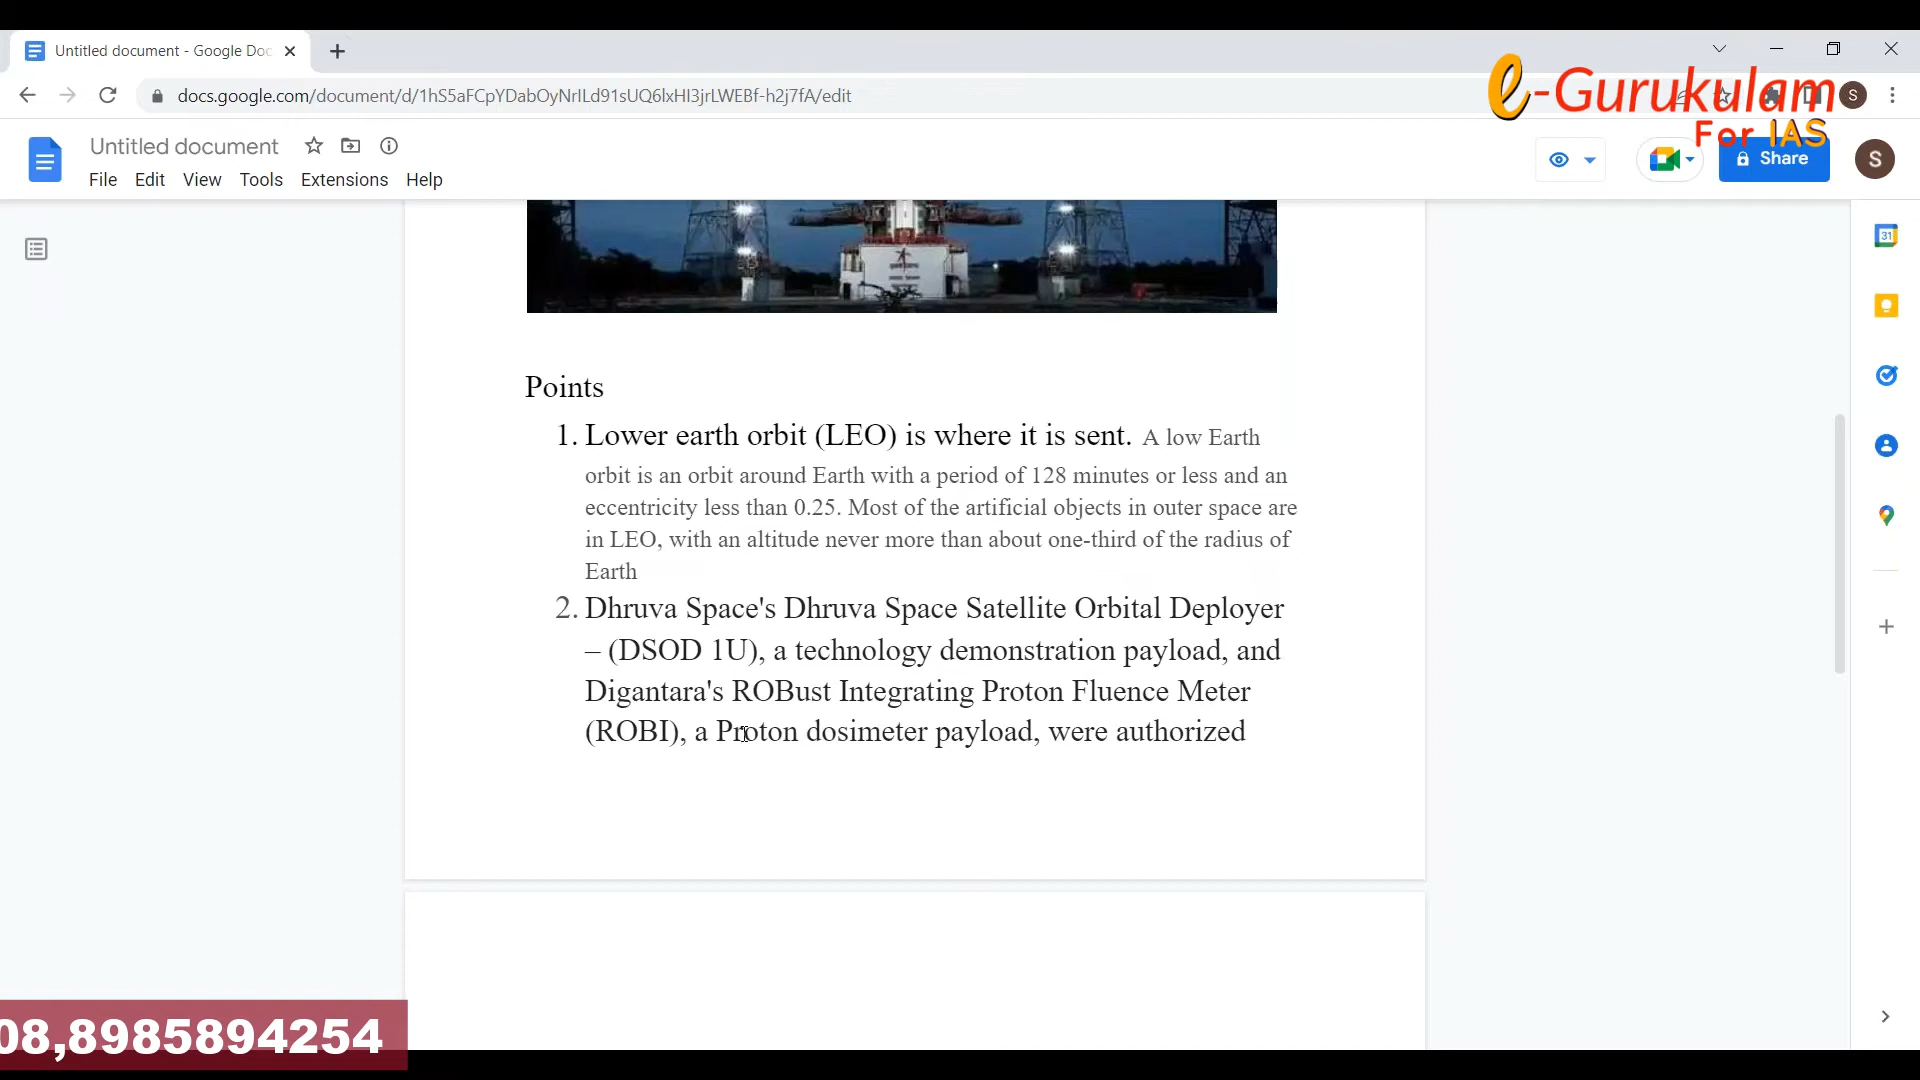 Untitled document - Google Doc
docs.google.com/document/d/1hS5aFCpYDabOyNrlLd91sUQ6lxHI3jrLWEBf-h2j7fA/edit
S
e-Gurukulam
For IAS
Untitled document
File Edit View Tools Extensions Help
Share
S
31
Points
1. Lower earth orbit (LEO) is where it is sent. A low Earth
orbit is an orbit around Earth with a period of 128 minutes or less and an
eccentricity less than 0.25. Most of the artificial objects in outer space are
in LEO, with an altitude never more than about one-third of the radius of
Earth
2. Dhruva Space's Dhruva Space Satellite Orbital Deployer
– (DSOD 1U), a technology demonstration payload, and
Digantara's ROBust Integrating Proton Fluence Meter
(ROBI), a Proton dosimeter payload, were authorized
08,8985894254